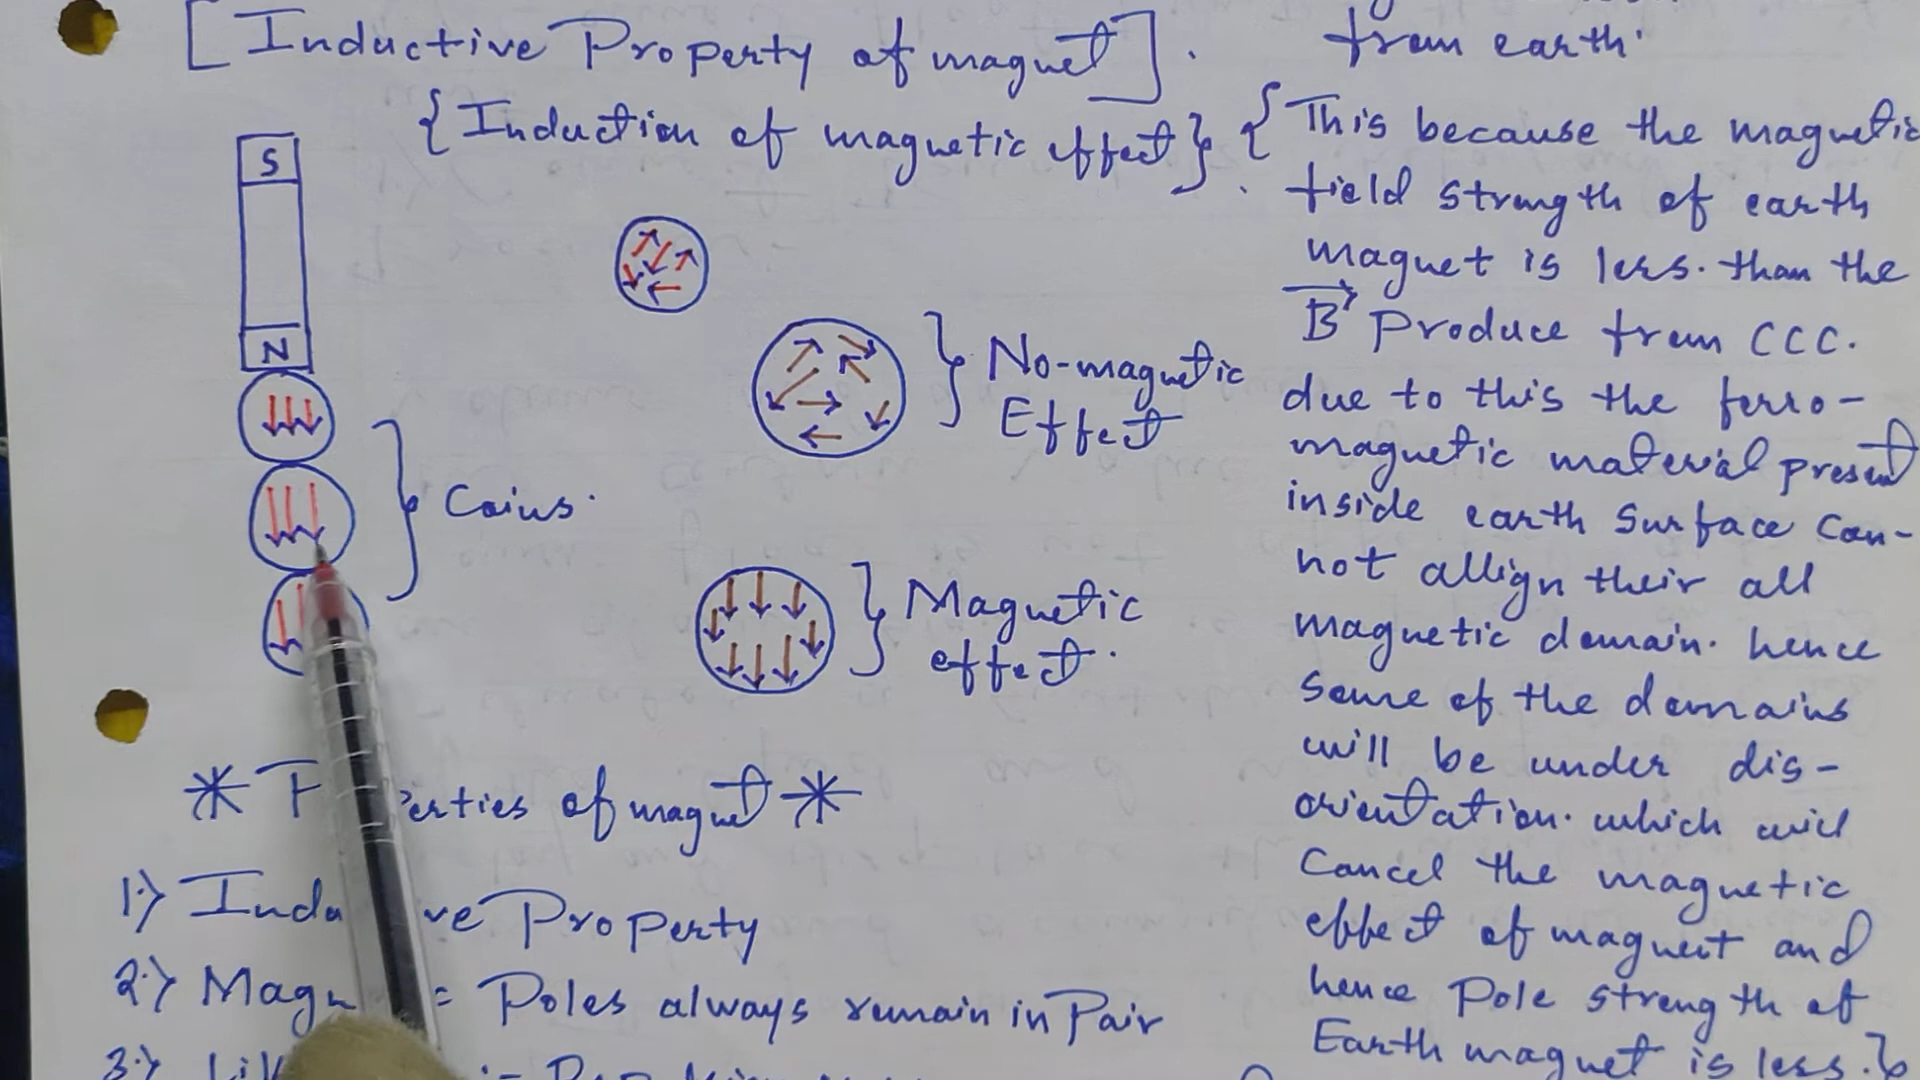 [Inductive Property of magnet].
{Induction of magnetic effect}.
S
N
Coins.
No-magnetic
Effect
Magnetic
effect.
* erties of magnet *
1:) Indu ve Property
2:) Magn = Poles always remain in Pair
3:)
from earth.
{ This because the magnetic
field strength of earth
magnet is less. than the
B⃗ Produce from CCC.
due to this the ferro-
magnetic material present
inside earth surface can-
not allign their all
magnetic domain. hence
some of the domains
will be under dis-
orientation. which will
cancel the magnetic
effect of magnet and
hence Pole strength of
Earth magnet is less.}